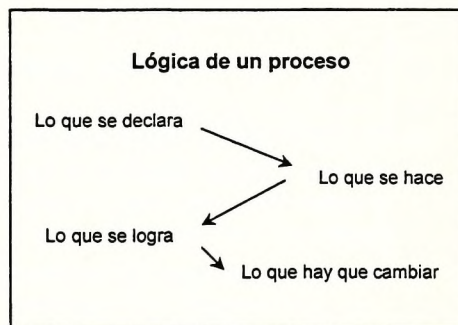 Lógica de un proceso
Lo que se declara
Lo que se hace
Lo que se logra
Lo que hay que cambiar